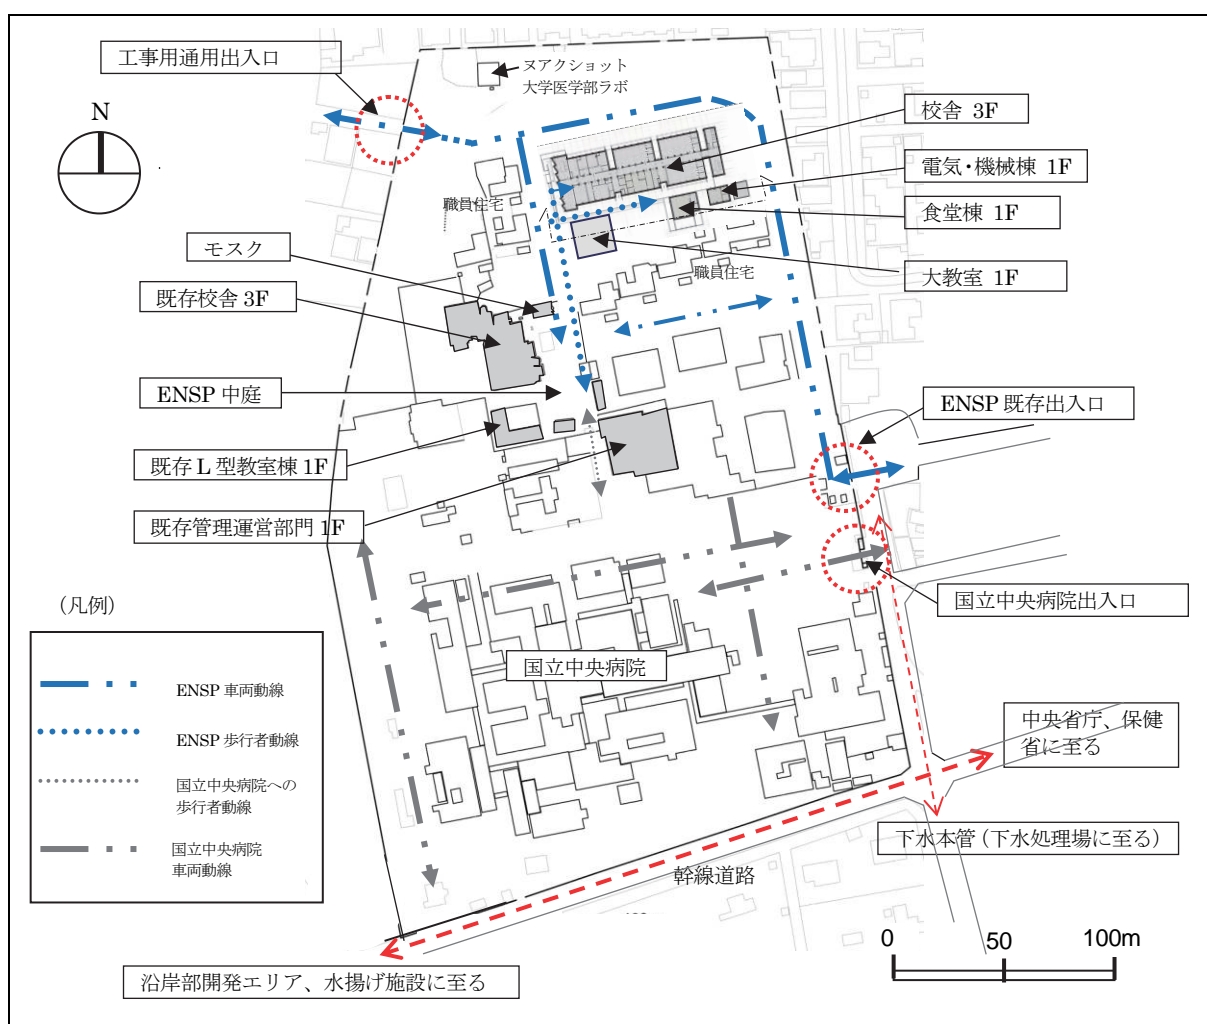 工事用通用出入口
ヌアクショット
大学医学部ラボ
N
校舎 3F
電気・機械棟 1F
食堂棟 1F
大教室 1F
職員住宅
職員住宅
モスク
既存校舎 3F
ENSP 中庭
既存 L 型教室棟 1F
既存管理運営部門 1F
ENSP 既存出入口
国立中央病院出入口
国立中央病院
(凡例)
ENSP 車両動線
ENSP 歩行者動線
国立中央病院への
歩行者動線
国立中央病院
車両動線
中央省庁、保健
省に至る
下水本管（下水処理場に至る）
幹線道路
沿岸部開発エリア、水揚げ施設に至る
0 50 100m